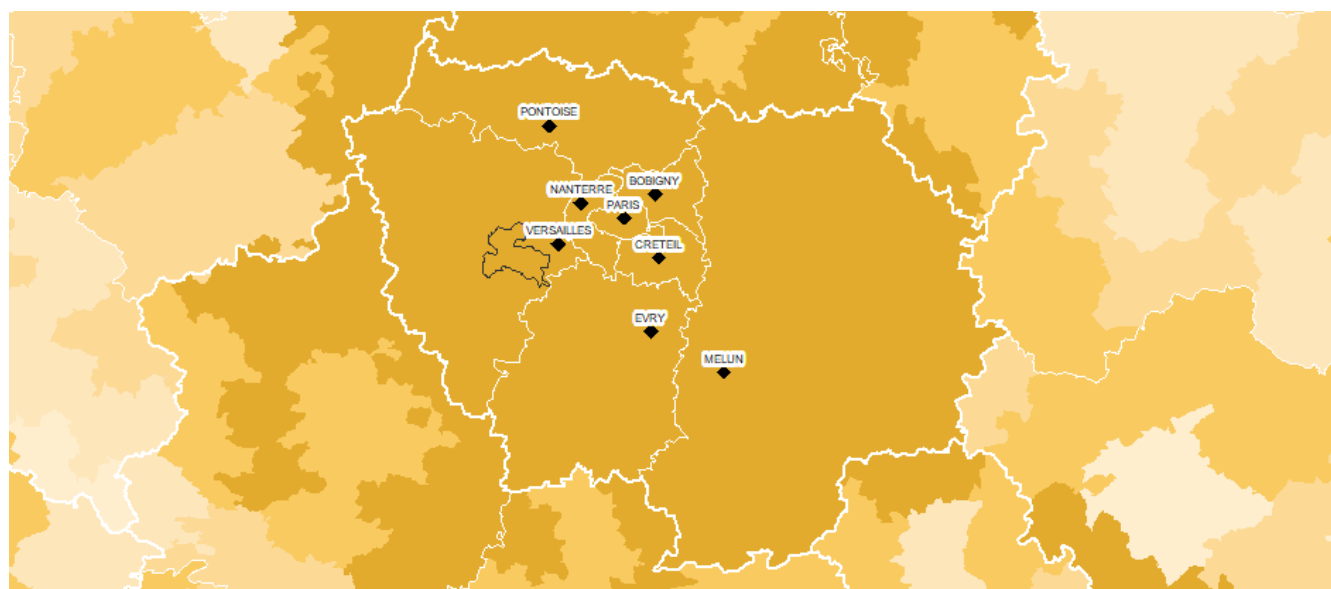 PONTOISE
BOBIGNY
NANTERRE
PARIS
VERSAILLES
CRETEIL
EVRY
MELUN